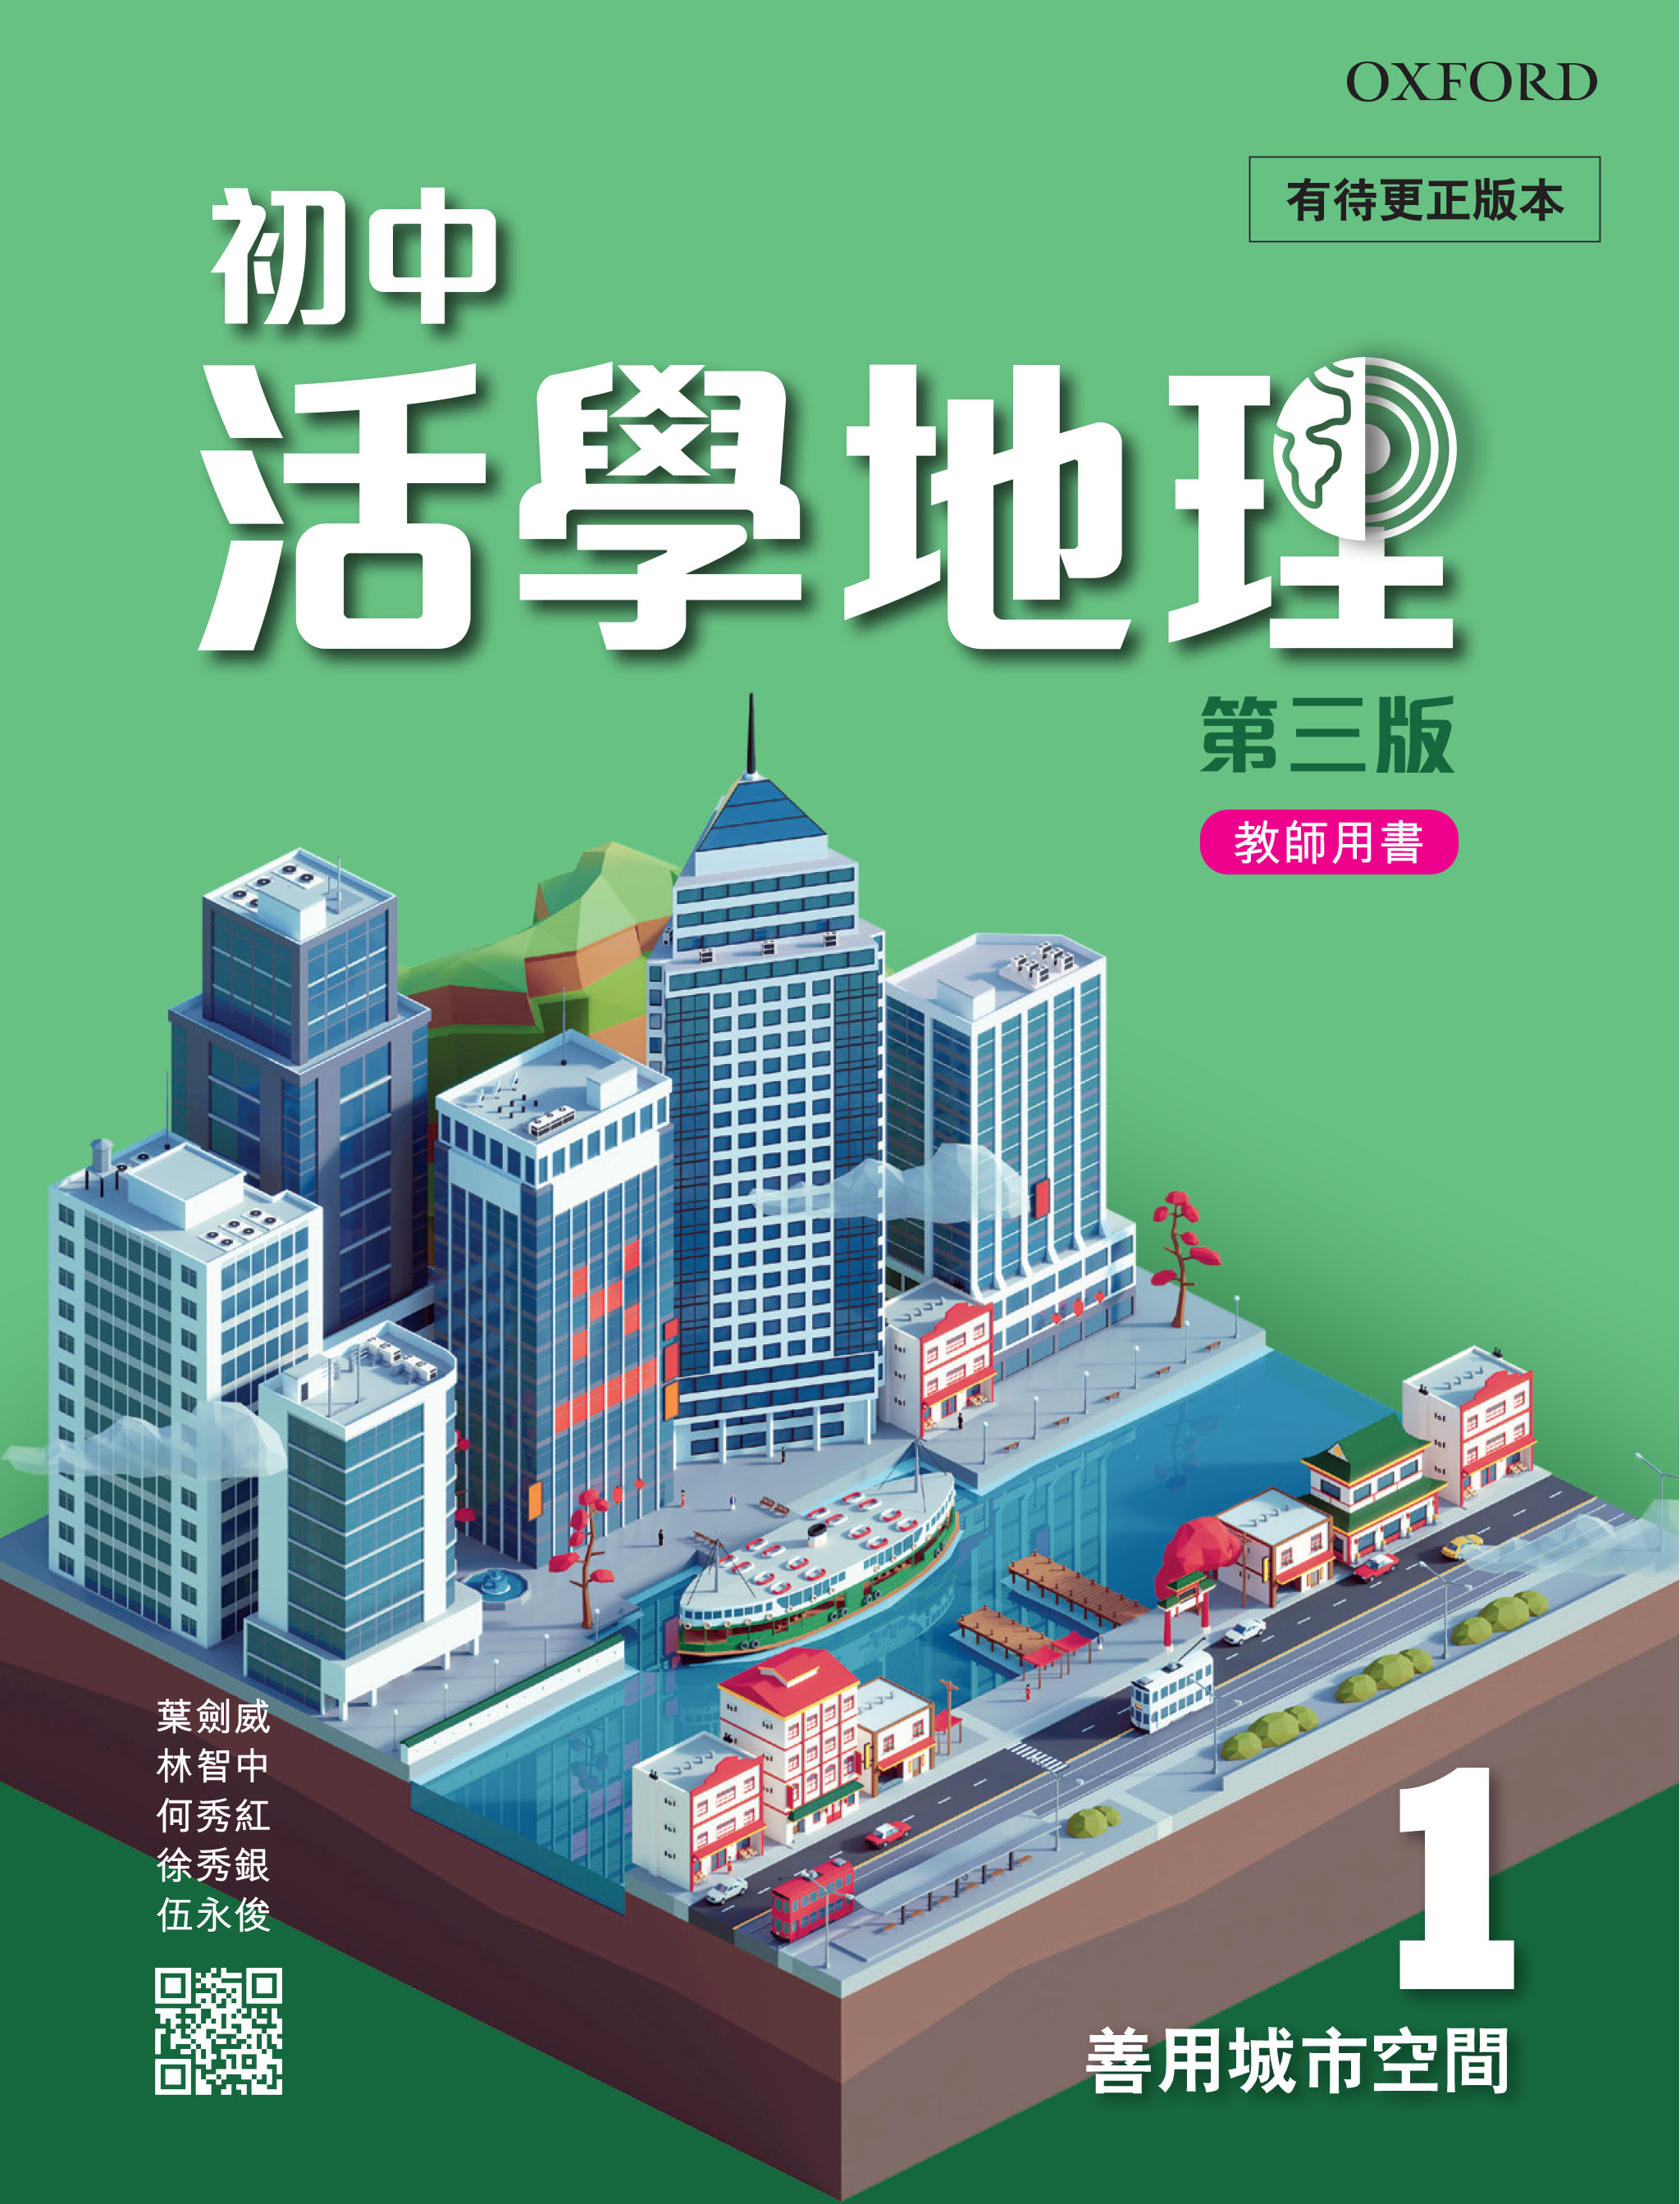 OXFORD
有待更正版本
初中
活學地理
第三版
教師用書
葉劍威
林智中
何秀紅
徐秀銀
伍永俊
1
善用城市空間